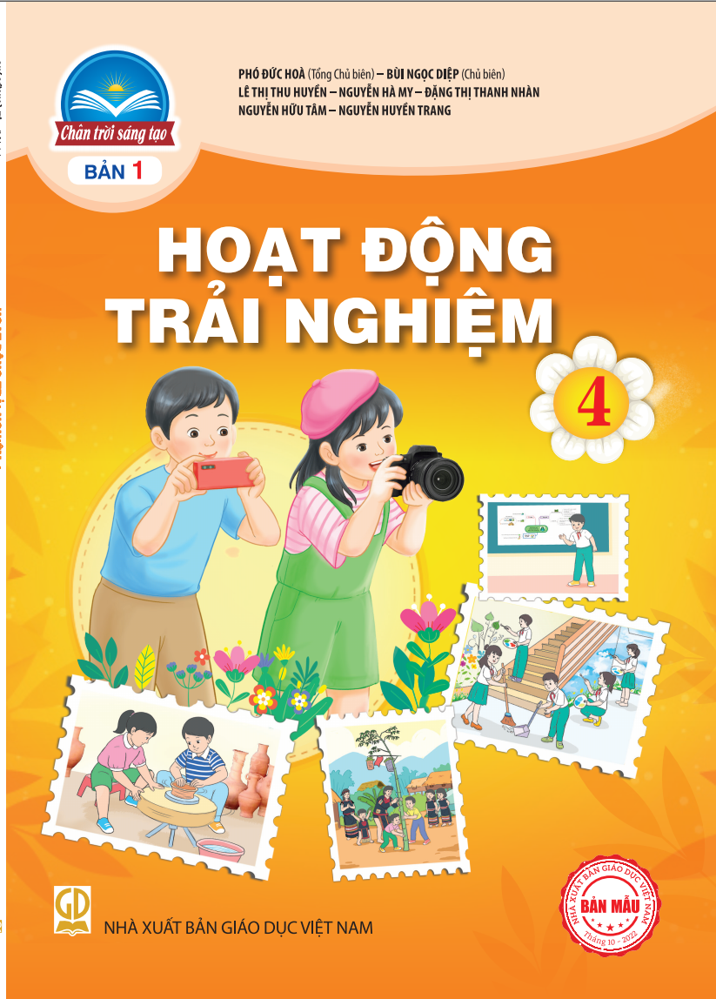 PHÓ ĐỨC HOÀ (Tổng Chủ biên) – BÙI NGỌC DIỆP (Chủ biên)
LÊ THỊ THU HUYỀN – NGUYỄN HÀ MY – ĐẶNG THỊ THANH NHÀN
NGUYỄN HỮU TÂM – NGUYỄN HUYỀN TRANG
Chân trời sáng tạo
BẢN 1
HOẠT ĐỘNG
TRẢI NGHIỆM
4
GD
NHÀ XUẤT BẢN GIÁO DỤC VIỆT NAM
NHÀ XUẤT BẢN GIÁO DỤC VIỆT NAM
BẢN MẪU
Tháng 10 - 2022